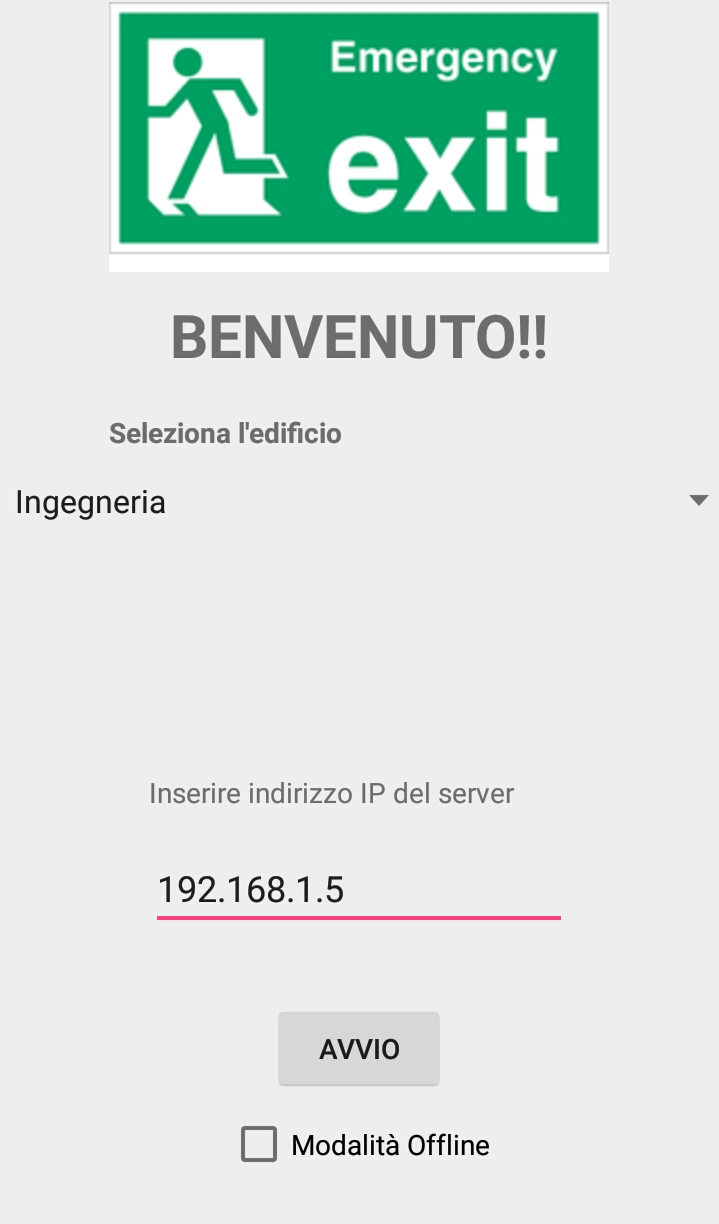 Emergency
exit
BENVENUTO!!
Seleziona l'edificio
Ingegneria
Inserire indirizzo IP del server
192.168.1.5
AVVIO
Modalità Offline